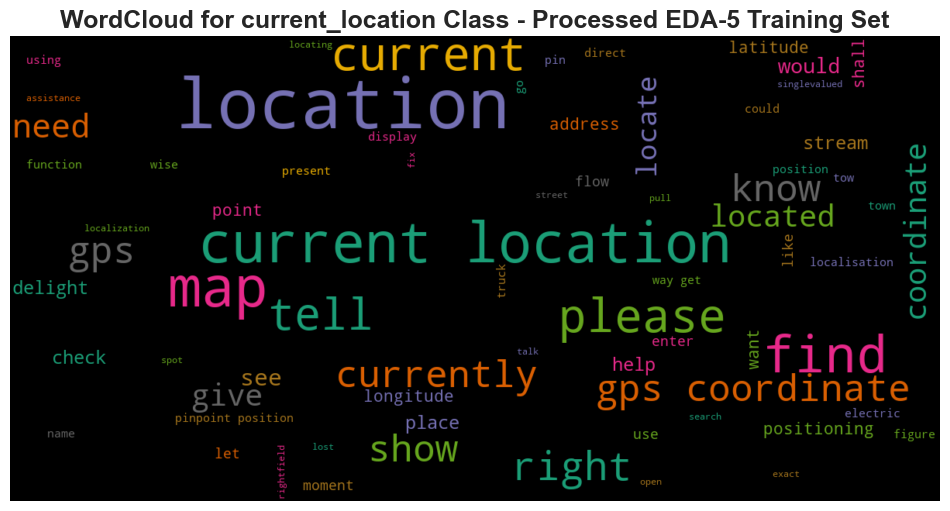 WordCloud for current_location Class - Processed EDA-5 Training Set
locating
current
direct
latitude
using
pin
would
shall
singlevalued
assistance
location
go
locate
could
need
address
display
stream
function
wise
fix
present
flow
position
tow
know
street
pull
town
coordinate
point
located
localization
gps
current location
like
localisation
delight
map
truck
way get
tell
please
enter
check
spot
talk
want
find
see
currently
help
give
longitude
gps coordinate
pinpoint position
place
search
electric
name
show
use
positioning
figure
let
lost
rightfield
moment
right
open
exact